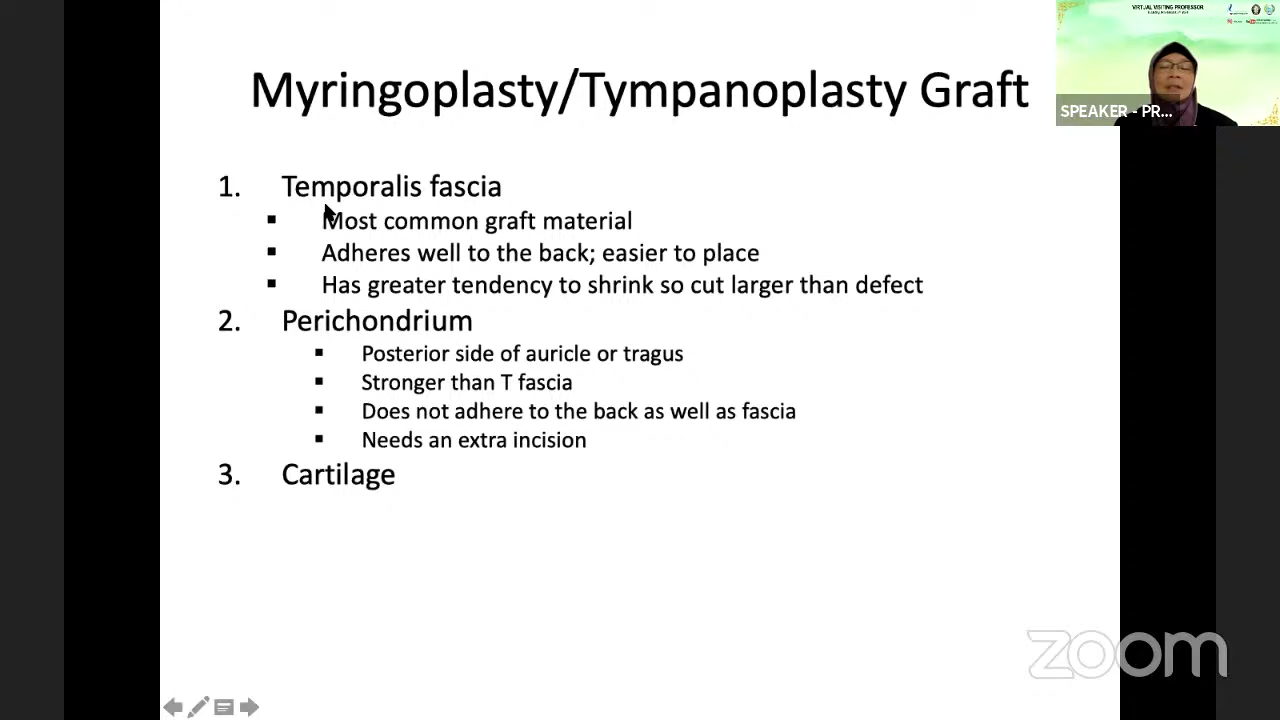 Myringoplasty/Tympanoplasty Graft
1. Temporalis fascia
▪ Most common graft material
▪ Adheres well to the back; easier to place
▪ Has greater tendency to shrink so cut larger than defect
2. Perichondrium
▪ Posterior side of auricle or tragus
▪ Stronger than T fascia
▪ Does not adhere to the back as well as fascia
▪ Needs an extra incision
3. Cartilage
VIRTUAL VISITING PROFESSOR
SPEAKER - PR...
zoom